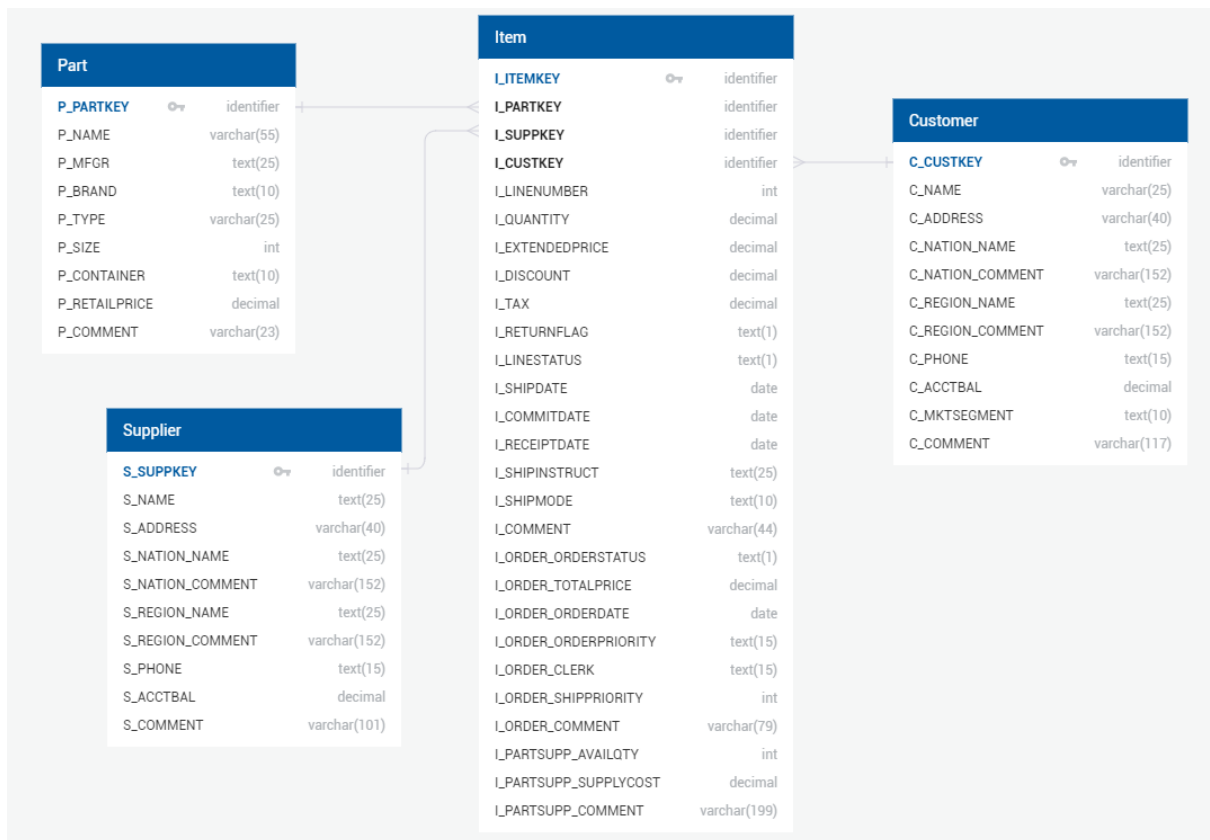 Part
P_PARTKEY identifier
P_NAME varchar(55)
P_MFGR text(25)
P_BRAND text(10)
P_TYPE varchar(25)
P_SIZE int
P_CONTAINER text(10)
P_RETAILPRICE decimal
P_COMMENT varchar(23)
Supplier
S_SUPPKEY identifier
S_NAME text(25)
S_ADDRESS varchar(40)
S_NATION_NAME text(25)
S_NATION_COMMENT varchar(152)
S_REGION_NAME text(25)
S_REGION_COMMENT varchar(152)
S_PHONE text(15)
S_ACCTBAL decimal
S_COMMENT varchar(101)
Item
I_ITEMKEY identifier
I_PARTKEY identifier
I_SUPPKEY identifier
I_CUSTKEY identifier
I_LINENUMBER int
I_QUANTITY decimal
I_EXTENDEDPRICE decimal
I_DISCOUNT decimal
I_TAX decimal
I_RETURNFLAG text(1)
I_LINESTATUS text(1)
I_SHIPDATE date
I_COMMITDATE date
I_RECEIPTDATE date
I_SHIPINSTRUCT text(25)
I_SHIPMODE text(10)
I_COMMENT varchar(44)
I_ORDER_ORDERSTATUS text(1)
I_ORDER_TOTALPRICE decimal
I_ORDER_ORDERDATE date
I_ORDER_ORDERPRIORITY text(15)
I_ORDER_CLERK text(15)
I_ORDER_SHIPPRIORITY int
I_ORDER_COMMENT varchar(79)
I_PARTSUPP_AVAILQTY int
I_PARTSUPP_SUPPLYCOST decimal
I_PARTSUPP_COMMENT varchar(199)
Customer
C_CUSTKEY identifier
C_NAME varchar(25)
C_ADDRESS varchar(40)
C_NATION_NAME text(25)
C_NATION_COMMENT varchar(152)
C_REGION_NAME text(25)
C_REGION_COMMENT varchar(152)
C_PHONE text(15)
C_ACCTBAL decimal
C_MKTSEGMENT text(10)
C_COMMENT varchar(117)